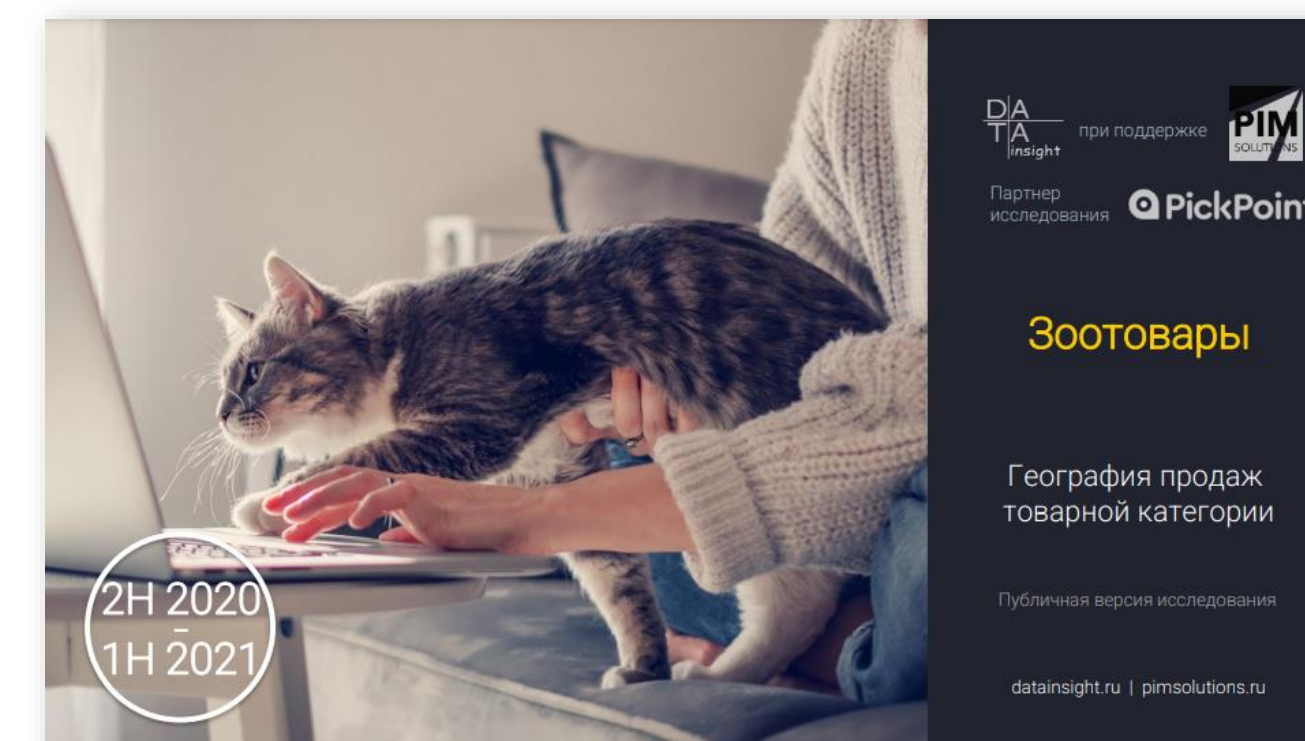 DATA
insight
при поддержке
PIM
SOLUTIONS
Партнер
исследования
PickPoint
Зоотовары
География продаж
товарной категории
Публичная версия исследования
datainsight.ru | pimsolutions.ru
2H 2020
–
1H 2021